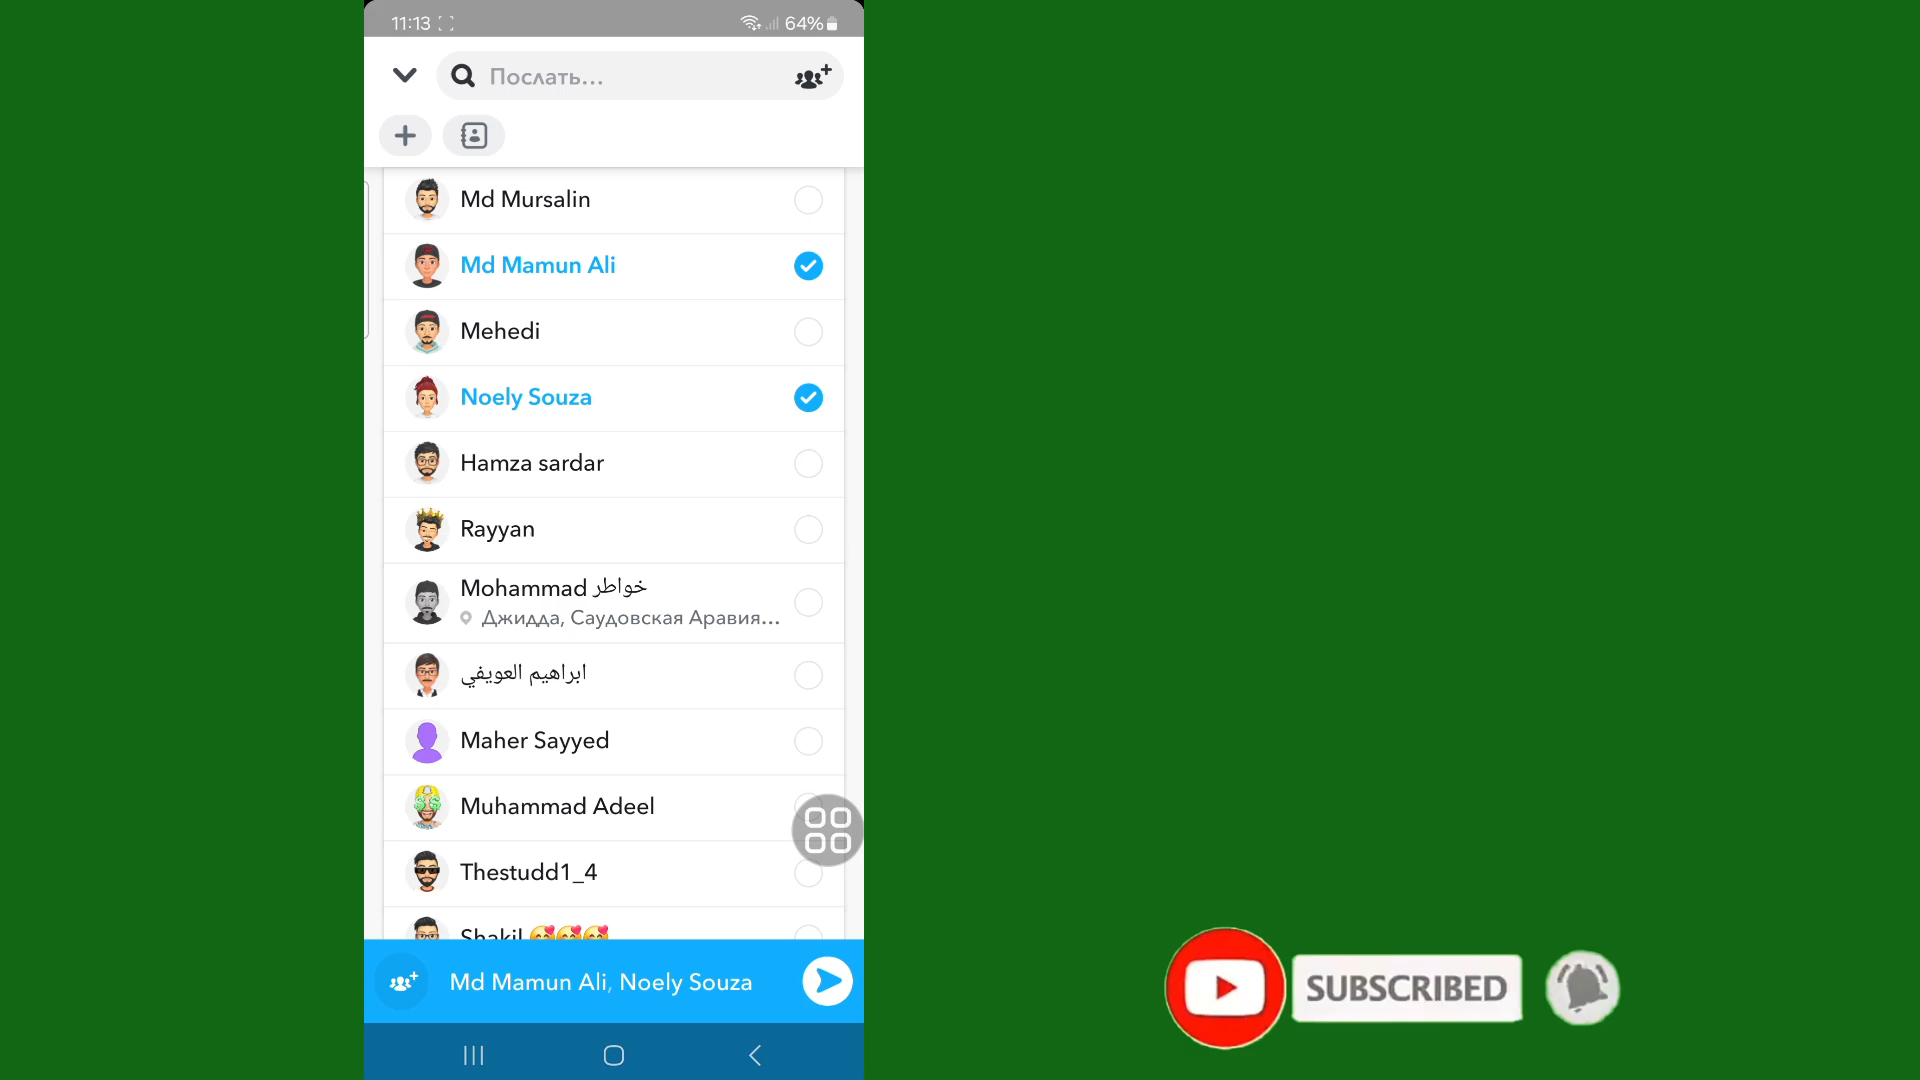 11:13
64%
Послать...
Md Mursalin
Md Mamun Ali
Mehedi
Noely Souza
Hamza sardar
Rayyan
Mohammad خواطر
Джидда, Саудовская Аравия...
ابراهيم العويفي
Maher Sayyed
Muhammad Adeel
Thestudd1_4
Shakil 🥰🥰🥰
Md Mamun Ali, Noely Souza
SUBSCRIBED